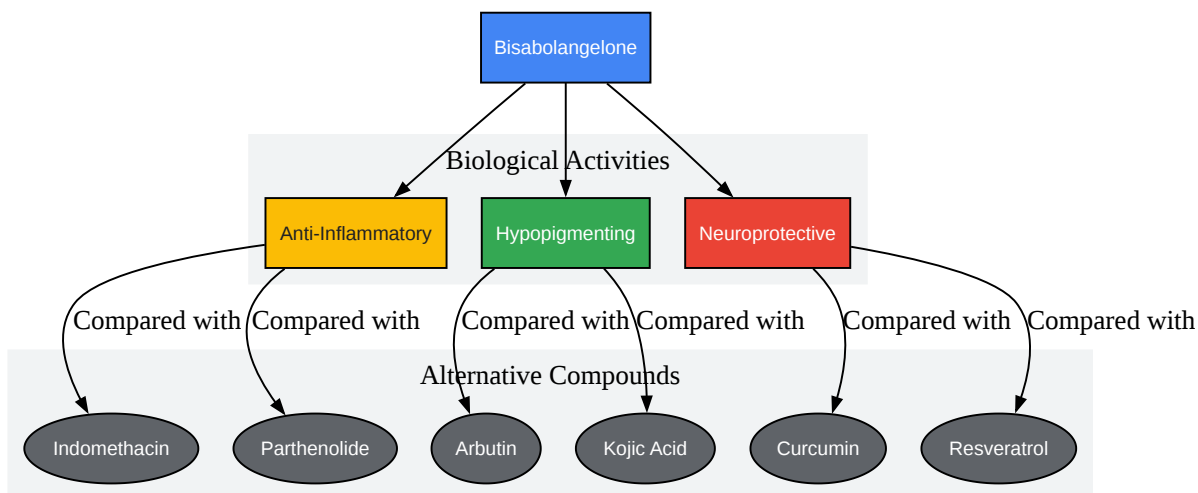 Bisabolangelone
Biological Activities
Anti-Inflammatory
Hypopigmenting
Neuroprotective
Compared with
Compared with
Compared with
Compared with
Compared with
Compared with
Alternative Compounds
Indomethacin
Parthenolide
Arbutin
Kojic Acid
Curcumin
Resveratrol